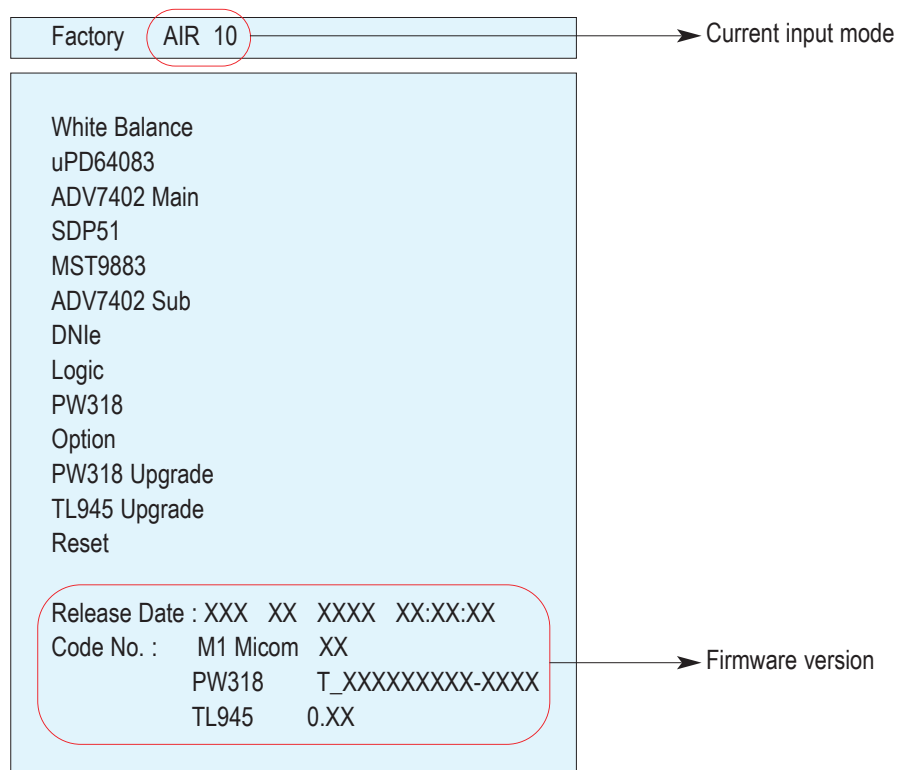 Factory AIR 10
Current input mode
White Balance
uPD64083
ADV7402 Main
SDP51
MST9883
ADV7402 Sub
DNIe
Logic
PW318
Option
PW318 Upgrade
TL945 Upgrade
Reset
Release Date : XXX XX XXXX XX:XX:XX
Code No. : M1 Micom XX
PW318 T_XXXXXXXXX-XXXX
TL945 0.XX
Firmware version